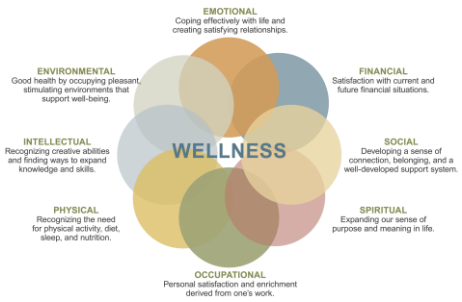 EMOTIONAL
Coping effectively with life and
creating satisfying relationships.
ENVIRONMENTAL
Good health by occupying pleasant,
stimulating environments that
support well-being.
FINANCIAL
Satisfaction with current and
future financial situations.
INTELLECTUAL
Recognizing creative abilities
and finding ways to expand
knowledge and skills.
WELLNESS
SOCIAL
Developing a sense of
connection, belonging, and a
well-developed support system.
PHYSICAL
Recognizing the need
for physical activity, diet,
sleep, and nutrition.
SPIRITUAL
Expanding our sense of
purpose and meaning in life.
OCCUPATIONAL
Personal satisfaction and enrichment
derived from one's work.